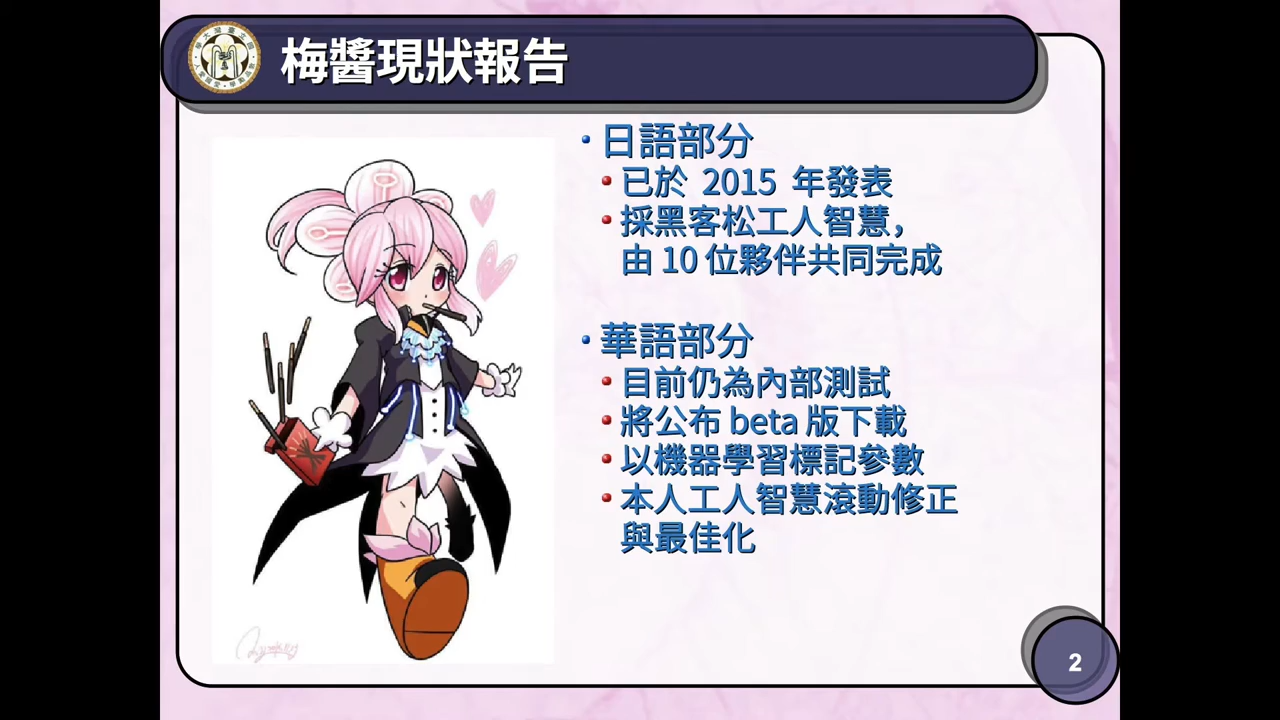 梅醬現狀報告
日語部分
已於 2015 年發表
採黑客松工人智慧,
由 10 位夥伴共同完成
華語部分
目前仍為內部測試
將公布 beta 版下載
以機器學習標記參數
本人工人智慧滾動修正
與最佳化
2